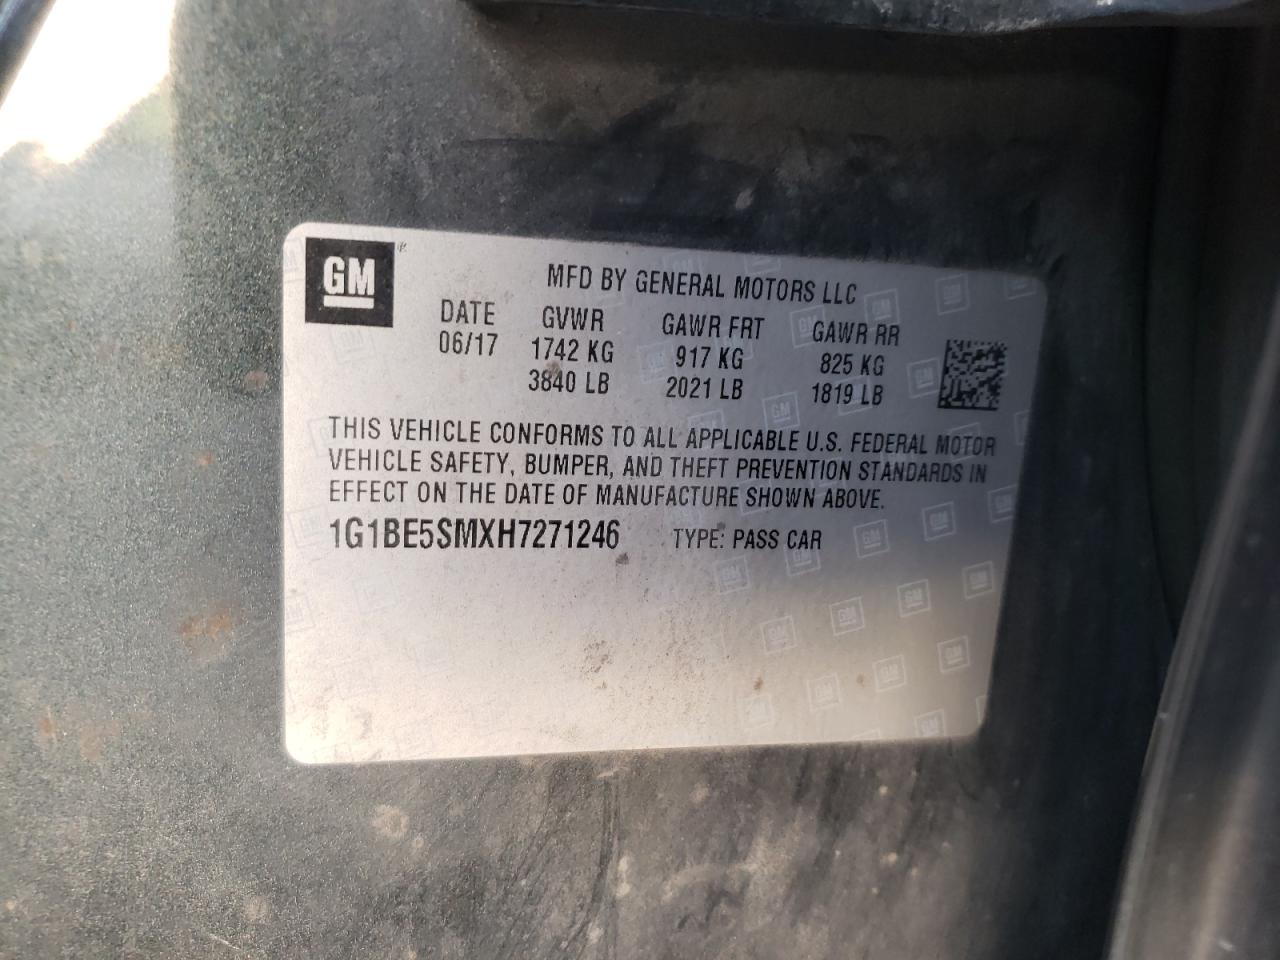 GM
MFD BY GENERAL MOTORS LLC
DATE GVWR GAWR FRT GAWR RR
06/17 1742 KG 917 KG 825 KG
3840 LB 2021 LB 1819 LB
THIS VEHICLE CONFORMS TO ALL APPLICABLE U.S. FEDERAL MOTOR
VEHICLE SAFETY, BUMPER, AND THEFT PREVENTION STANDARDS IN
EFFECT ON THE DATE OF MANUFACTURE SHOWN ABOVE.
1G1BE5SMXH7271246 TYPE: PASS CAR